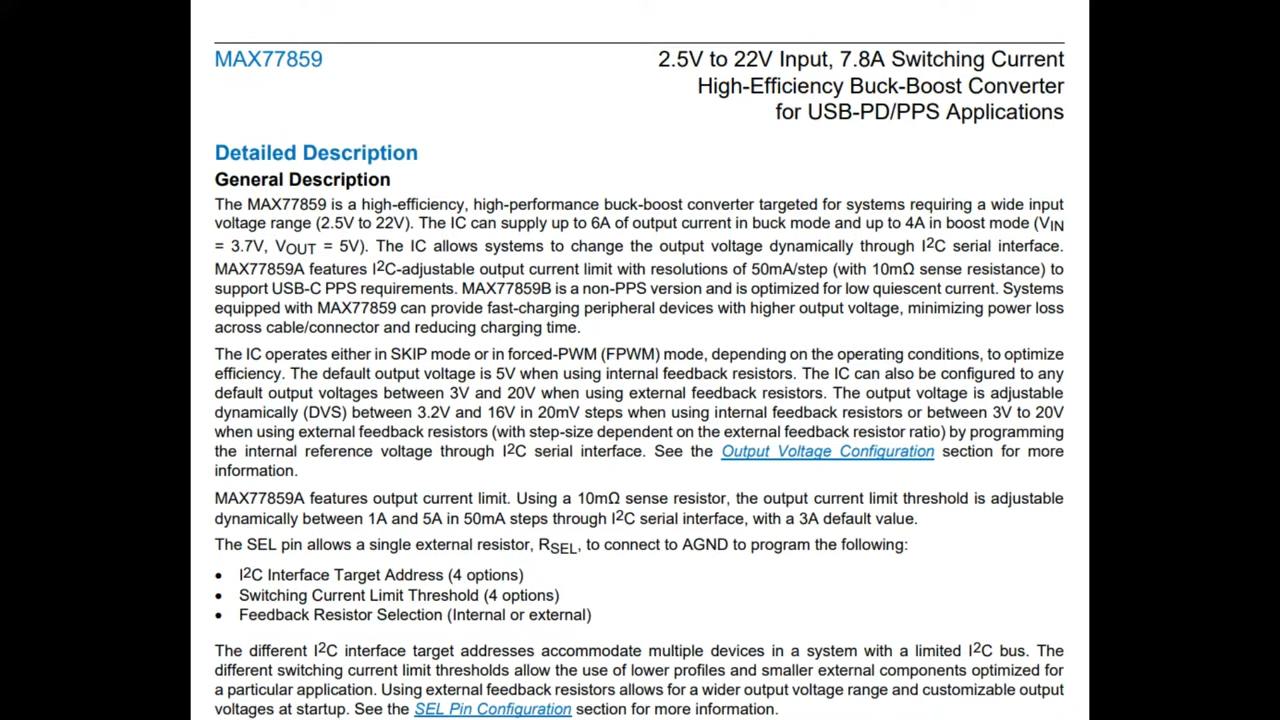 MAX77859
2.5V to 22V Input, 7.8A Switching Current
High-Efficiency Buck-Boost Converter
for USB-PD/PPS Applications
Detailed Description
General Description
The MAX77859 is a high-efficiency, high-performance buck-boost converter targeted for systems requiring a wide input
voltage range (2.5V to 22V). The IC can supply up to 6A of output current in buck mode and up to 4A in boost mode (VIN
= 3.7V, VOUT = 5V). The IC allows systems to change the output voltage dynamically through I2C serial interface.
MAX77859A features I2C-adjustable output current limit with resolutions of 50mA/step (with 10mΩ sense resistance) to
support USB-C PPS requirements. MAX77859B is a non-PPS version and is optimized for low quiescent current. Systems
equipped with MAX77859 can provide fast-charging peripheral devices with higher output voltage, minimizing power loss
across cable/connector and reducing charging time.
The IC operates either in SKIP mode or in forced-PWM (FPWM) mode, depending on the operating conditions, to optimize
efficiency. The default output voltage is 5V when using internal feedback resistors. The IC can also be configured to any
default output voltages between 3V and 20V when using external feedback resistors. The output voltage is adjustable
dynamically (DVS) between 3.2V and 16V in 20mV steps when using internal feedback resistors or between 3V to 20V
when using external feedback resistors (with step-size dependent on the external feedback resistor ratio) by programming
the internal reference voltage through I2C serial interface. See the Output Voltage Configuration section for more
information.
MAX77859A features output current limit. Using a 10mΩ sense resistor, the output current limit threshold is adjustable
dynamically between 1A and 5A in 50mA steps through I2C serial interface, with a 3A default value.
The SEL pin allows a single external resistor, RSEL, to connect to AGND to program the following:
• I2C Interface Target Address (4 options)
• Switching Current Limit Threshold (4 options)
• Feedback Resistor Selection (Internal or external)
The different I2C interface target addresses accommodate multiple devices in a system with a limited I2C bus. The
different switching current limit thresholds allow the use of lower profiles and smaller external components optimized for
a particular application. Using external feedback resistors allows for a wider output voltage range and customizable output
voltages at startup. See the SEL Pin Configuration section for more information.